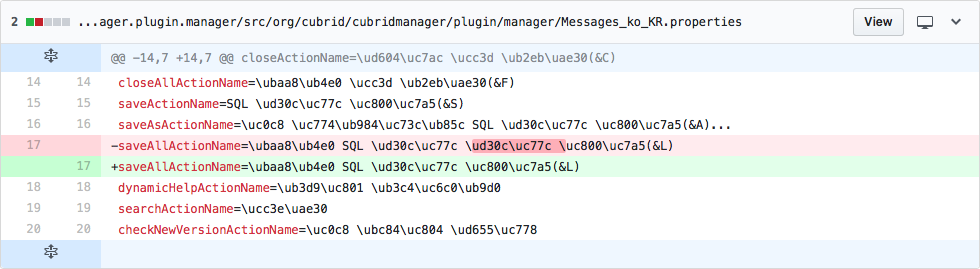 2 ...ager.plugin.manager/src/org/cubrid/cubridmanager/plugin/manager/Messages_ko_KR.properties View
@@ -14,7 +14,7 @@ closeActionName=\ud604\uc7ac \ucc3d \ub2eb\uae30(&C)
14 14 closeAllActionName=\ubaa8\ub4e0 \ucc3d \ub2eb\uae30(&F)
15 15 saveActionName=SQL \ud30c\uc77c \uc800\uc7a5(&S)
16 16 saveAsActionName=\uc0c8 \uc774\ub984\uc73c\ub85c SQL \ud30c\uc77c \uc800\uc7a5(&A)...
17 -saveAllActionName=\ubaa8\ub4e0 SQL \ud30c\uc77c \ud30c\uc77c \uc800\uc7a5(&L)
17 +saveAllActionName=\ubaa8\ub4e0 SQL \ud30c\uc77c \uc800\uc7a5(&L)
18 18 dynamicHelpActionName=\ub3d9\uc801 \ub3c4\uc6c0\ub9d0
19 19 searchActionName=\ucc3e\uae30
20 20 checkNewVersionActionName=\uc0c8 \ubc84\uc804 \ud655\uc778